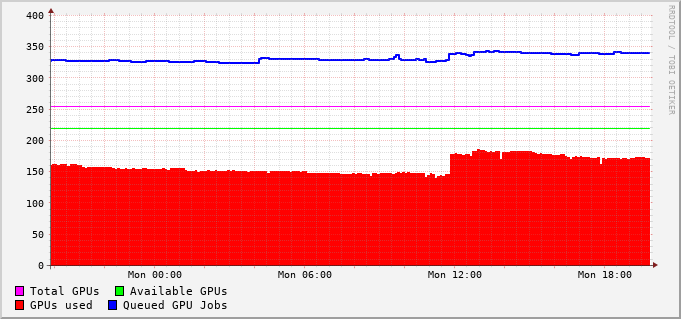 400
350
300
250
200
150
100
50
0
Mon 00:00 Mon 06:00 Mon 12:00 Mon 18:00
Total GPUs Available GPUs
GPUs used Queued GPU Jobs
RRDTOOL / TOBI OETIKER